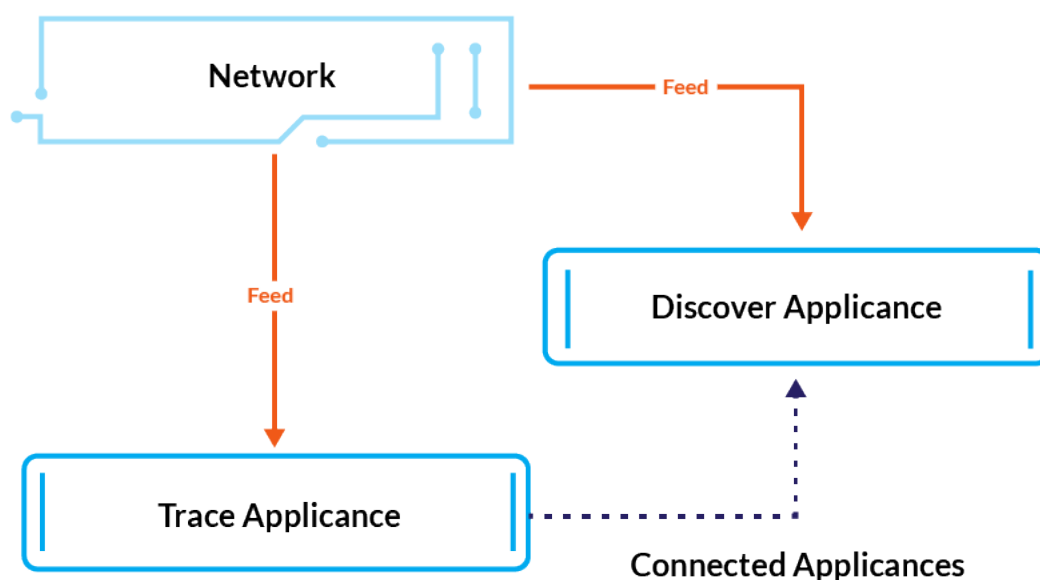 Network
Feed
Feed
Discover Applicance
Trace Applicance
Connected Applicances